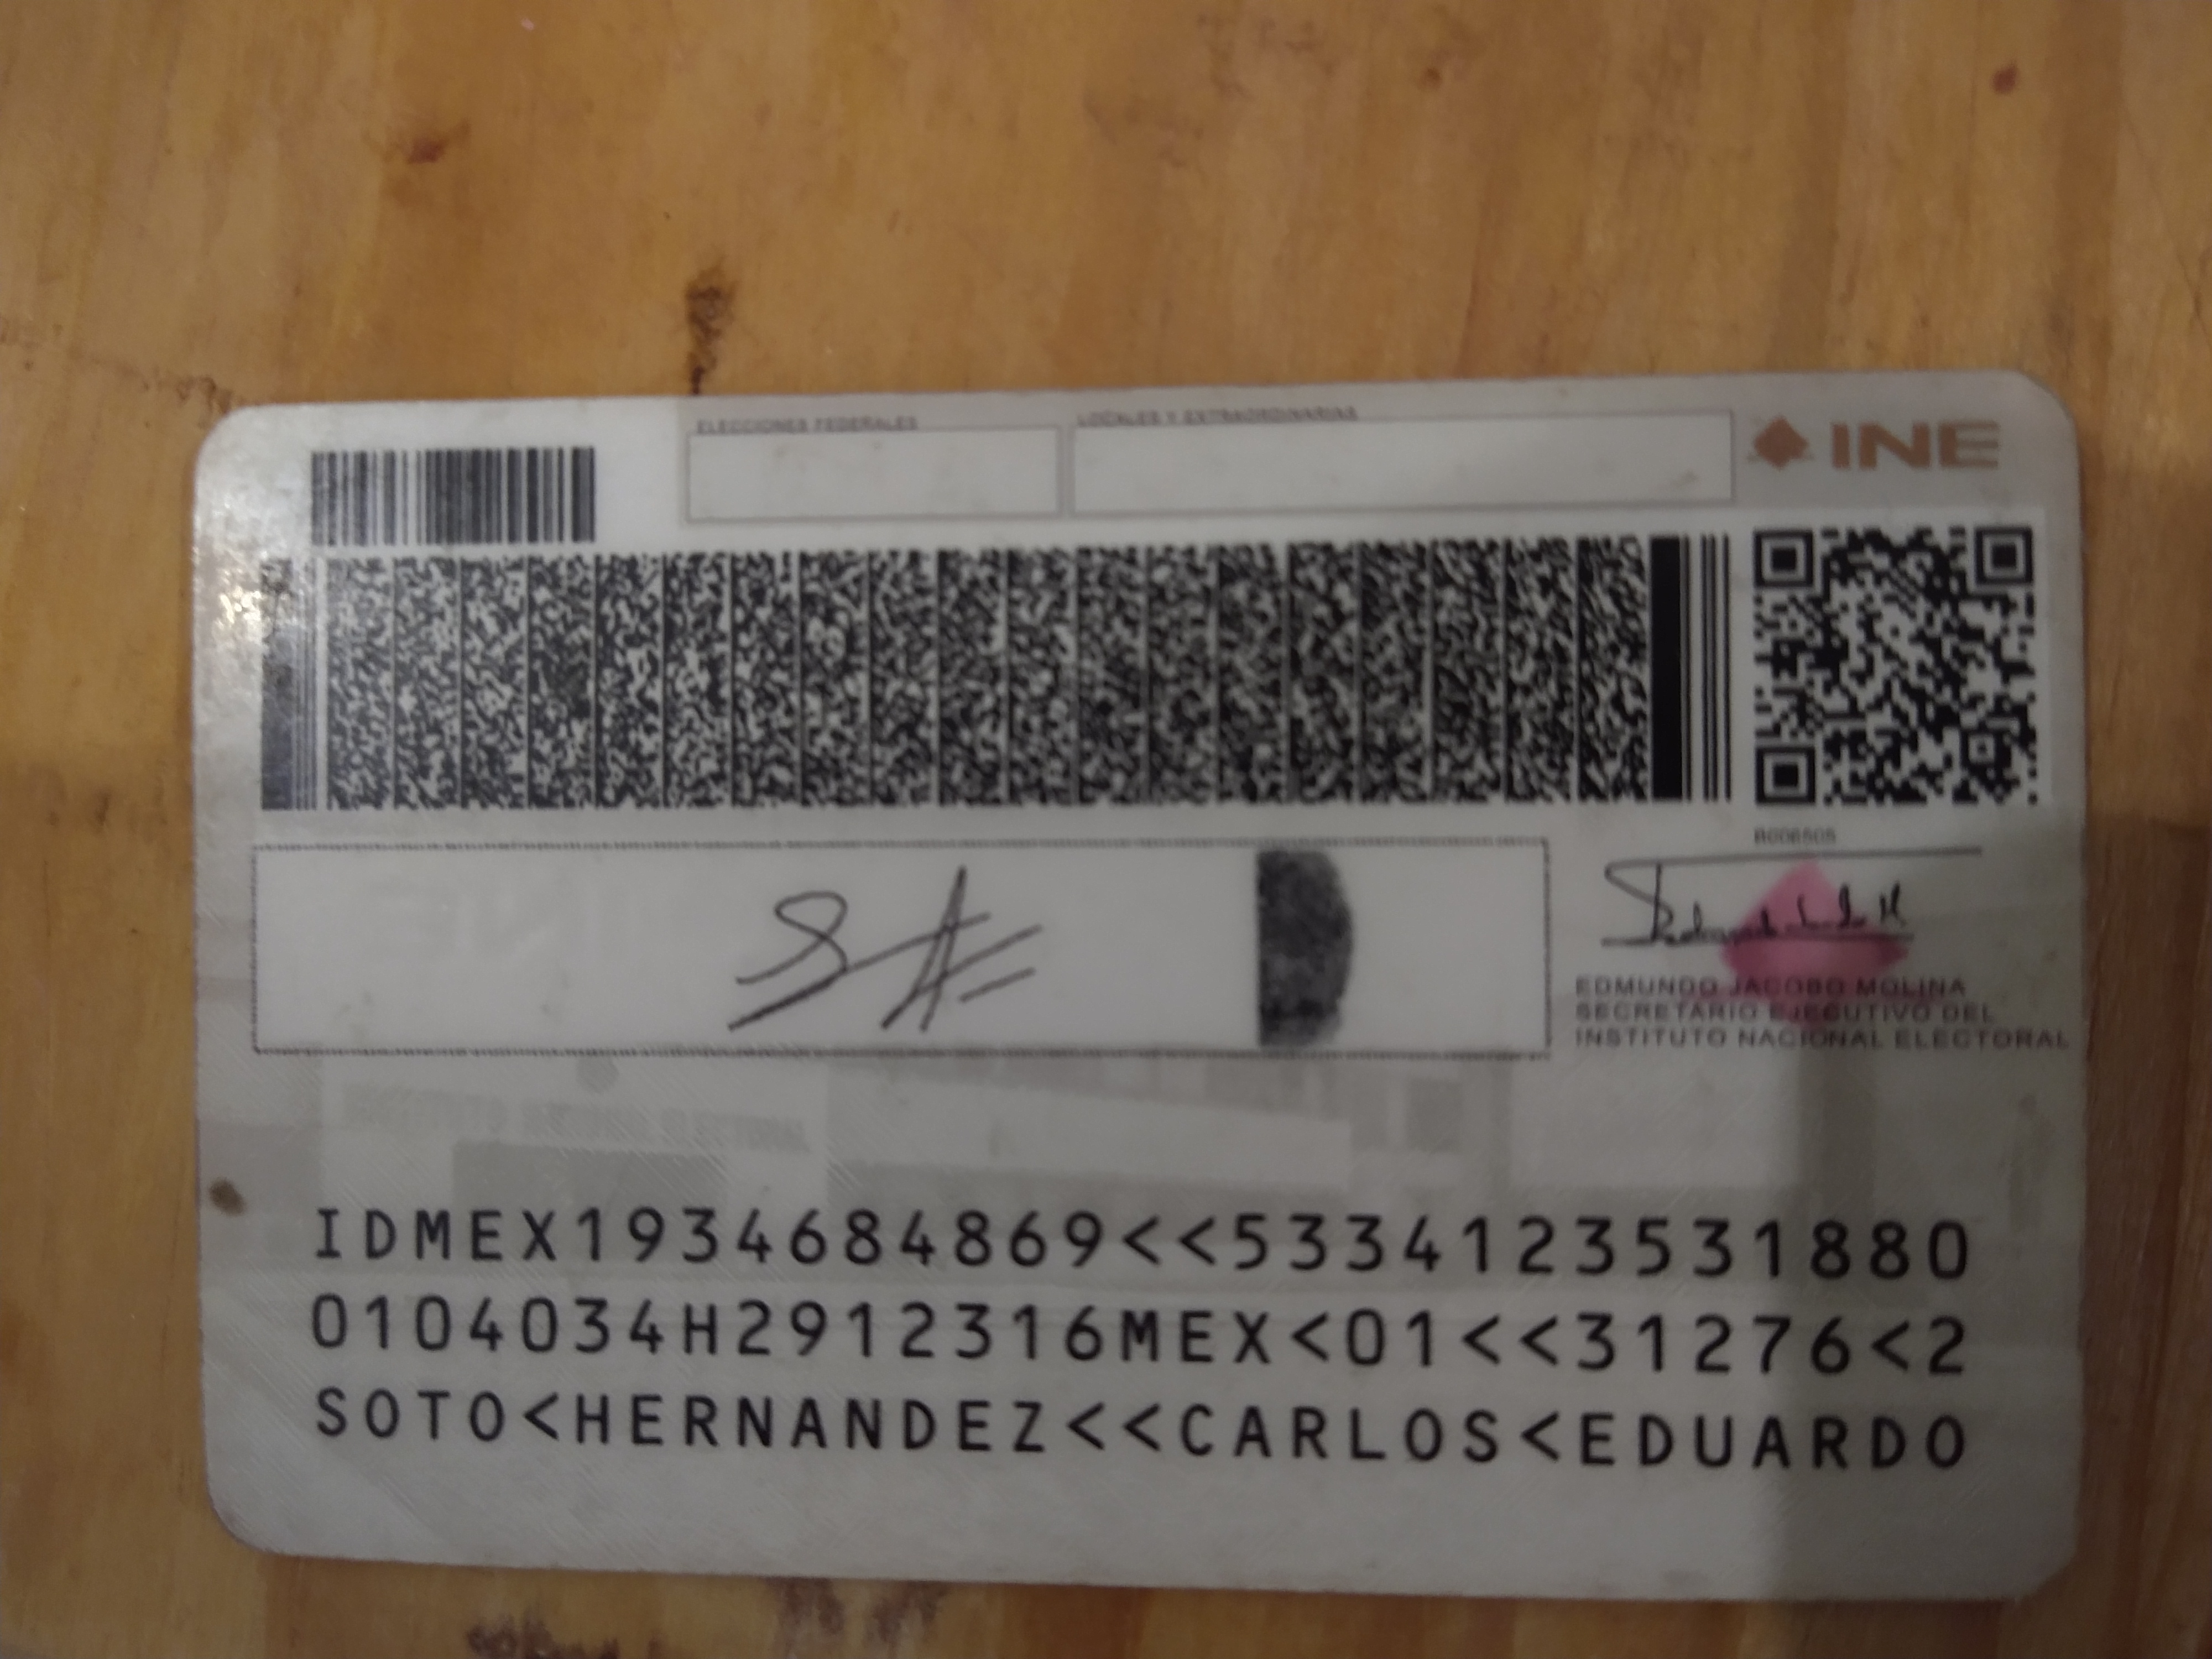 ELECCIONES FEDERALES
LOCALES Y EXTRAORDINARIAS
INE
EDMUNDO JACOBO MOLINA
SECRETARIO EJECUTIVO DEL
INSTITUTO NACIONAL ELECTORAL
IDMEX1934684869<<5334123531880
0104034H2912316MEX<01<<31276<2
SOTO<HERNANDEZ<<CARLOS<EDUARDO